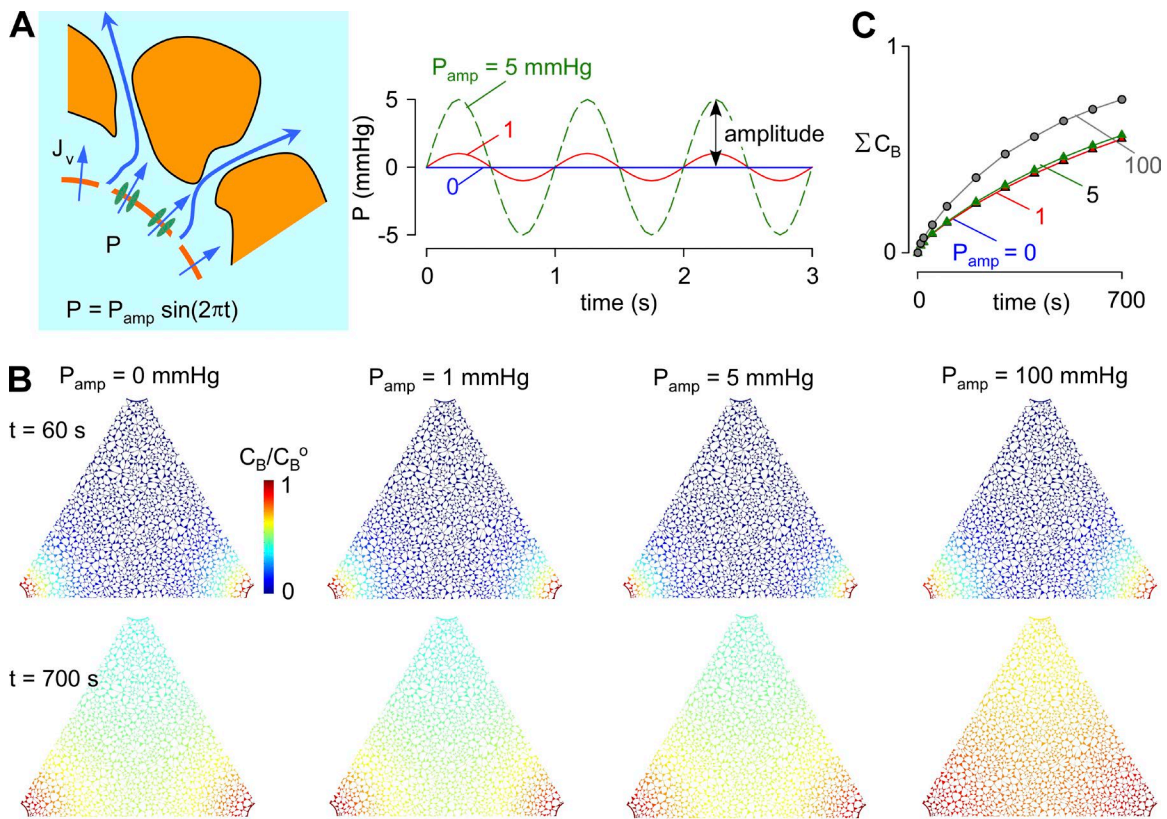 A
J_v
P
P = P_amp sin(2πt)
P_amp = 5 mmHg
1
0
amplitude
P (mmHg)
5
0
-5
0
1
2
3
time (s)
C
1
0
Σ C_B
100
5
1
P_amp = 0
0
700
time (s)
B
P_amp = 0 mmHg
P_amp = 1 mmHg
P_amp = 5 mmHg
P_amp = 100 mmHg
t = 60 s
C_B/C_B^o
1
0
t = 700 s